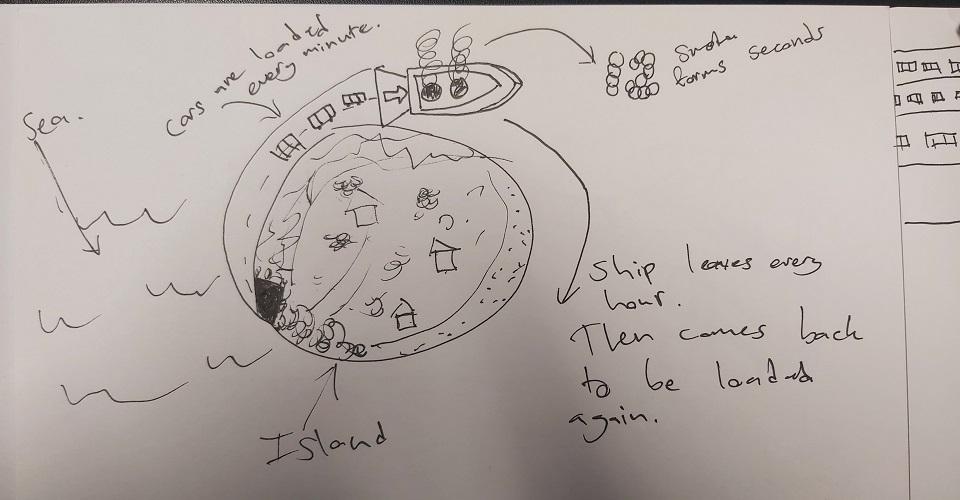 Cars are loaded
every minute.
Sea.
Smoke
forms seconds
Ship leaves every
hour.
Then comes back
to be loaded
again.
Island